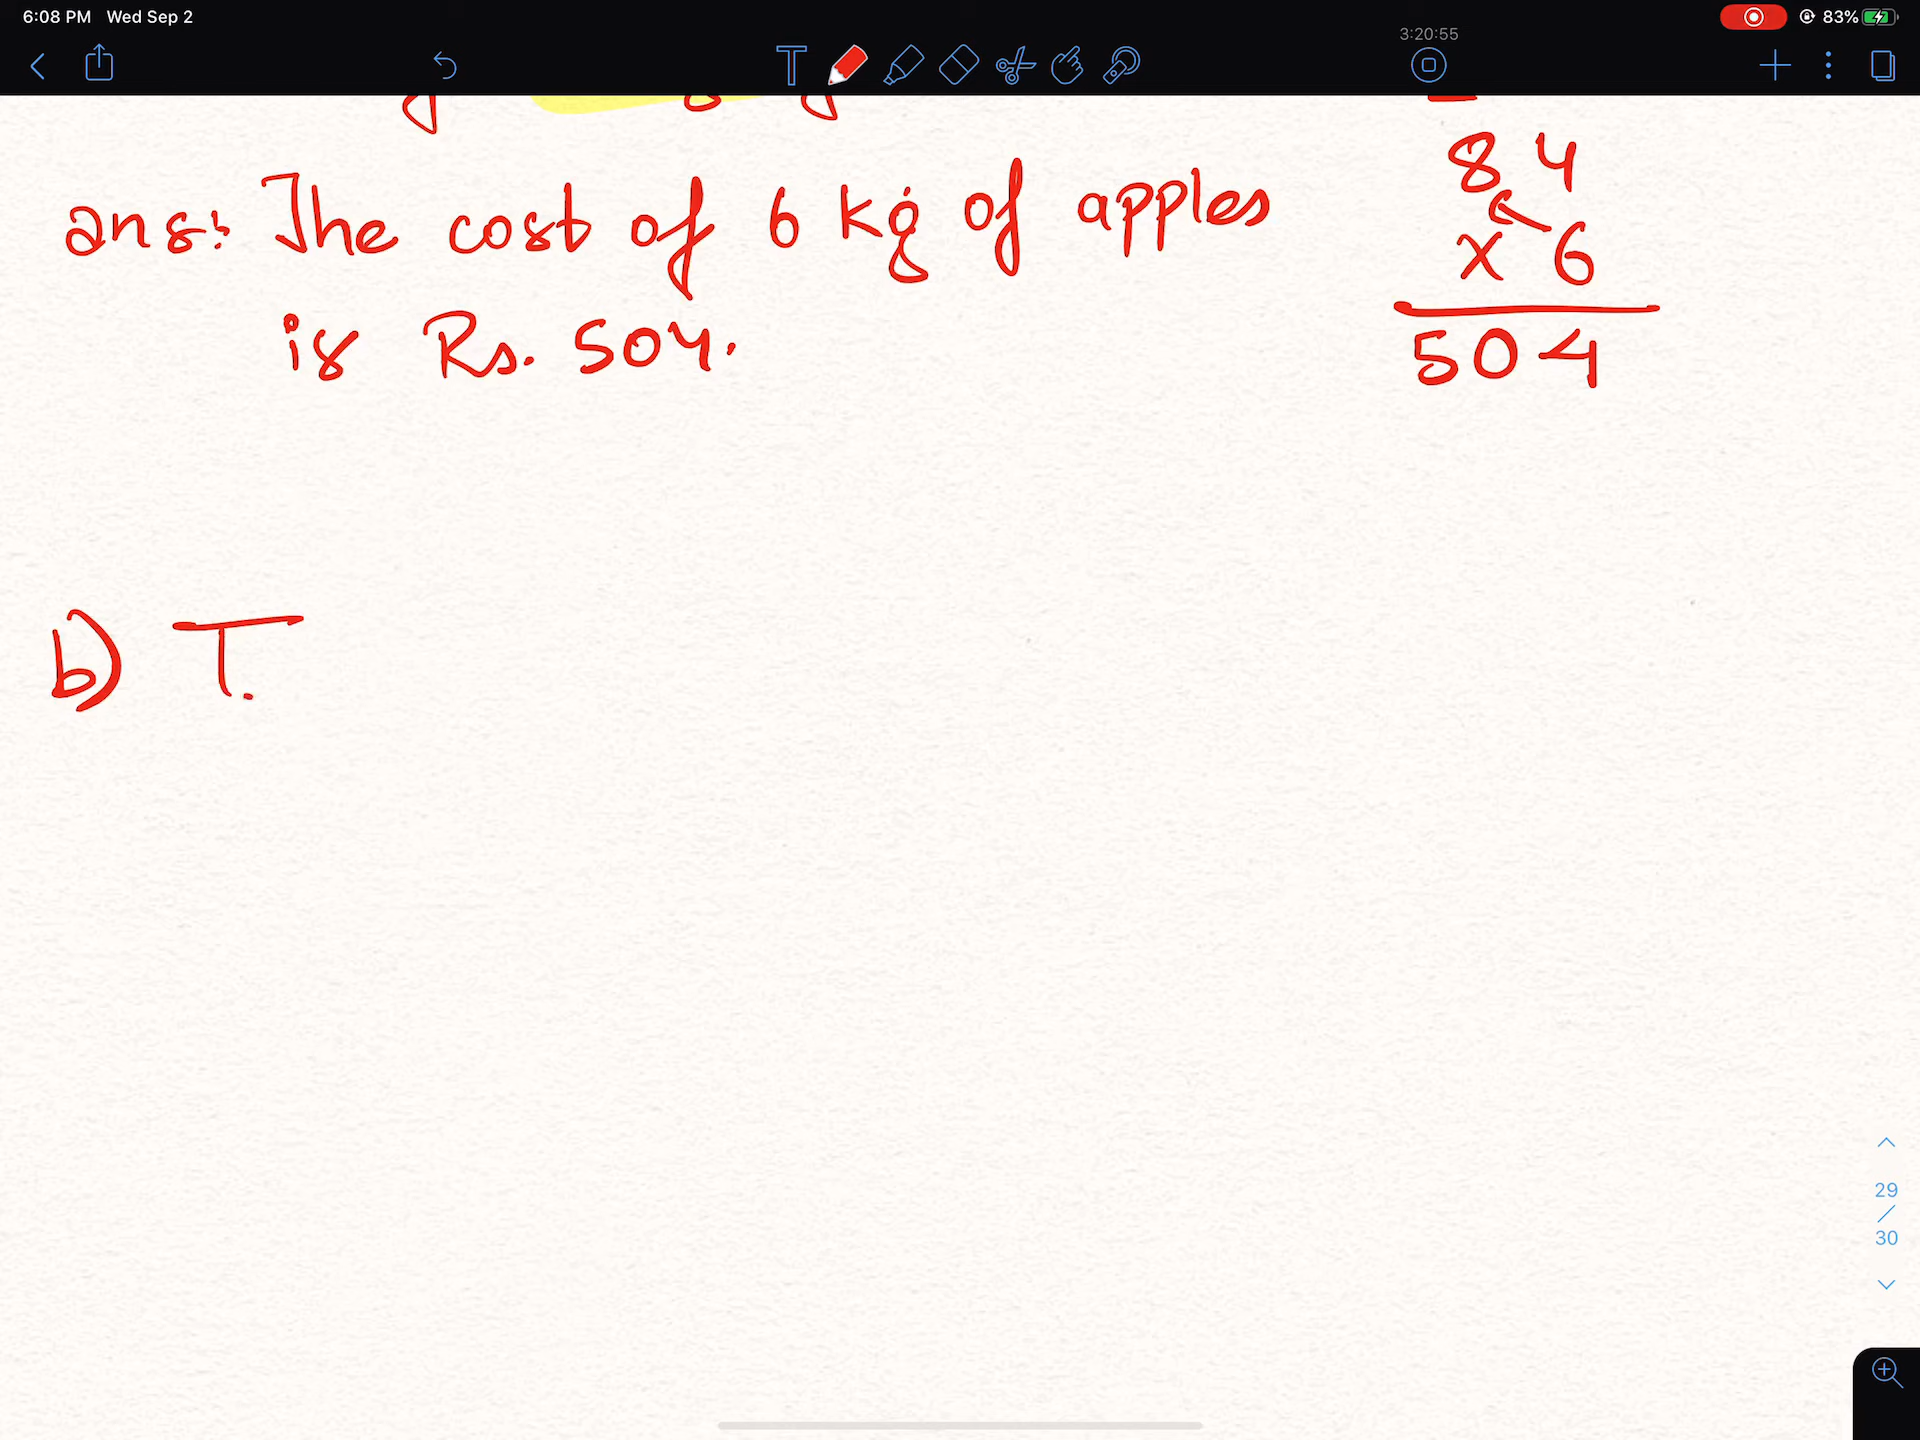 6:08 PM Wed Sep 2
83%
3:20:55
84
ans: The cost of 6 kg of apples
x 6
is Rs. 504.
504
b) T.
29
/
30